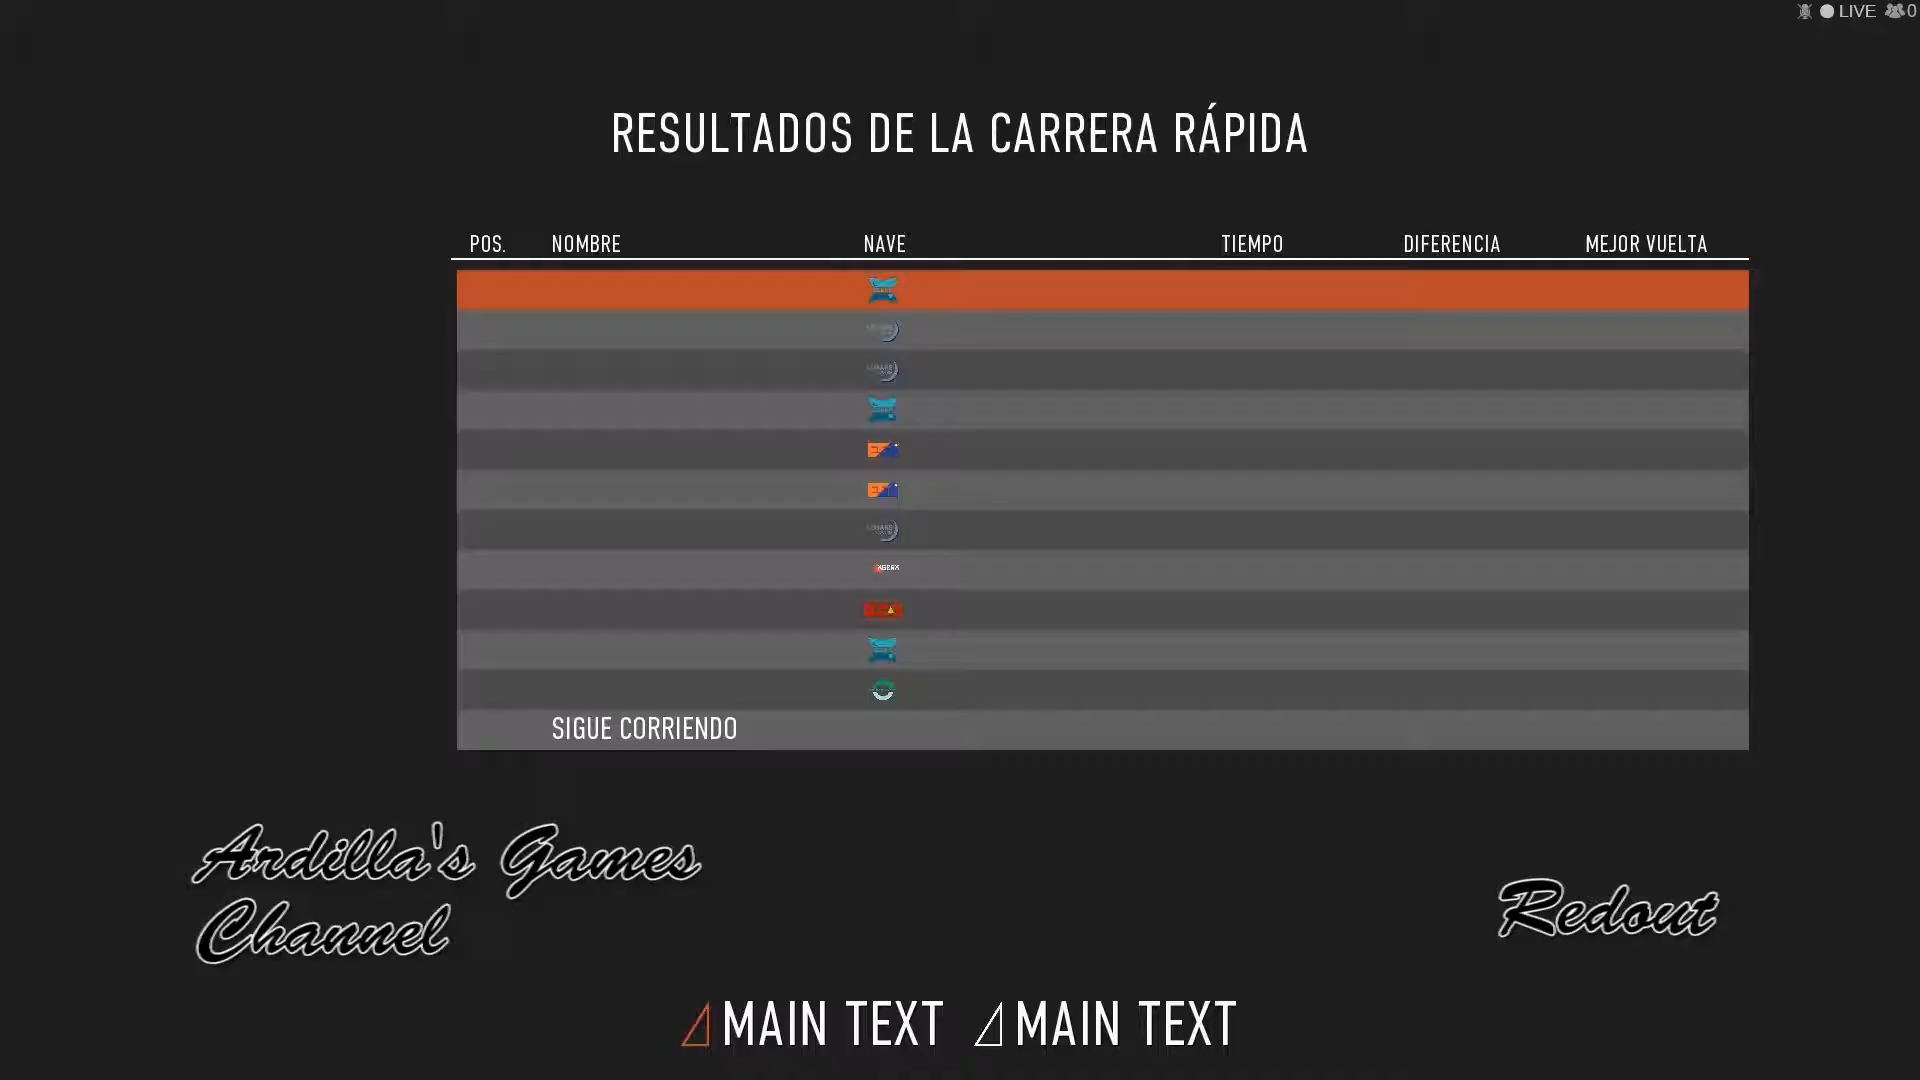 LIVE 0
RESULTADOS DE LA CARRERA RÁPIDA
POS. NOMBRE NAVE TIEMPO DIFERENCIA MEJOR VUELTA
SIGUE CORRIENDO
Ardilla's Games
Channel
Redout
MAIN TEXT MAIN TEXT